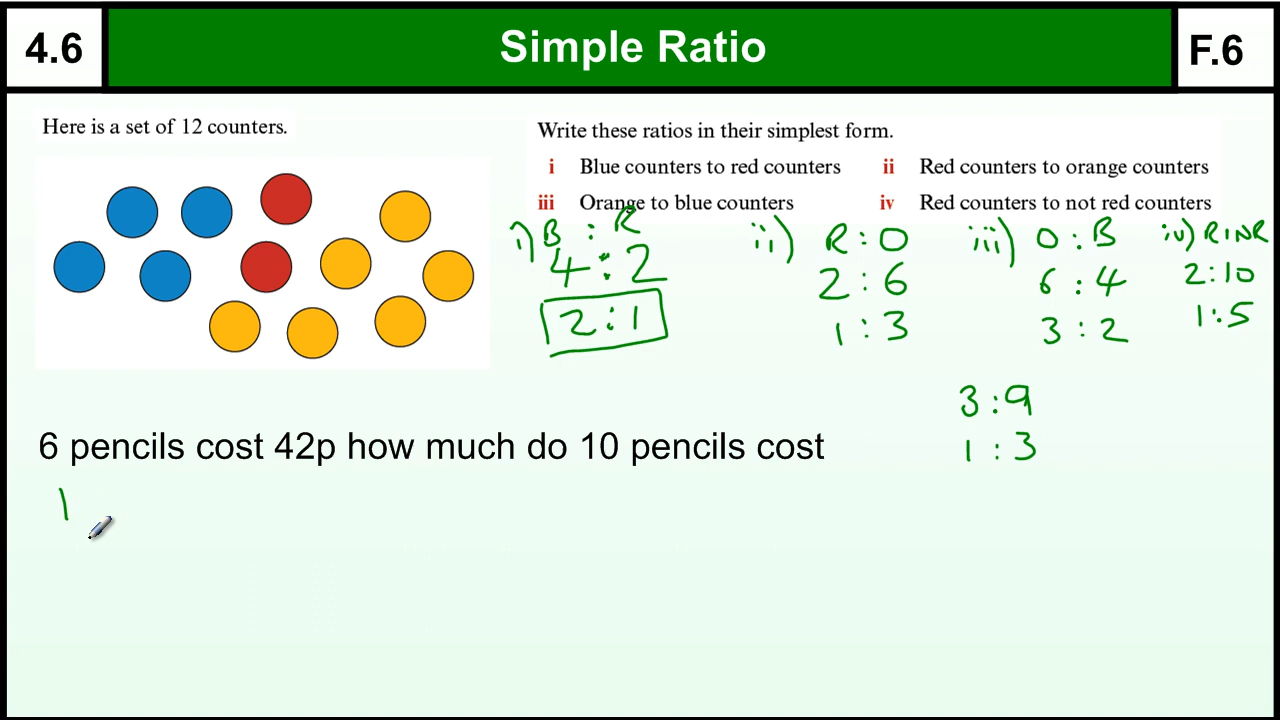 4.6
Simple Ratio
F.6
Here is a set of 12 counters.
Write these ratios in their simplest form.
i Blue counters to red counters
ii Red counters to orange counters
iii Orange to blue counters
iv Red counters to not red counters
i) B : R
4 : 2
2 : 1
ii) R : O
2 : 6
1 : 3
iii) O : B
6 : 4
3 : 2
iv) R : NR
2 : 10
1 : 5
3 : 9
1 : 3
6 pencils cost 42p how much do 10 pencils cost
1